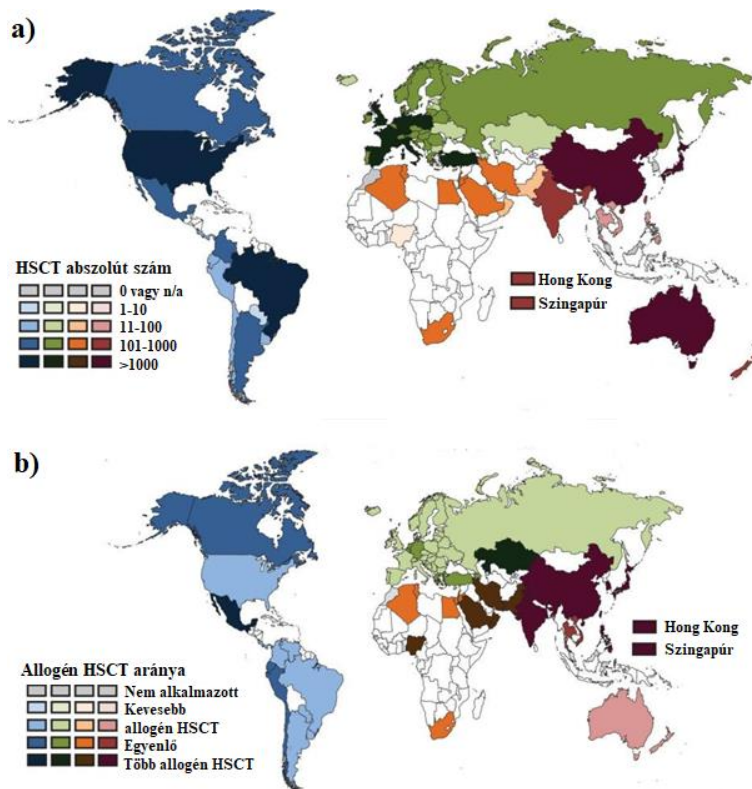 a)
HSCT abszolút szám
0 vagy n/a
1-10
11-100
101-1000
>1000
Hong Kong
Szingapúr
b)
Allogén HSCT aránya
Nem alkalmazott
Kevesebb
allogén HSCT
Egyenlő
Több allogén HSCT
Hong Kong
Szingapúr